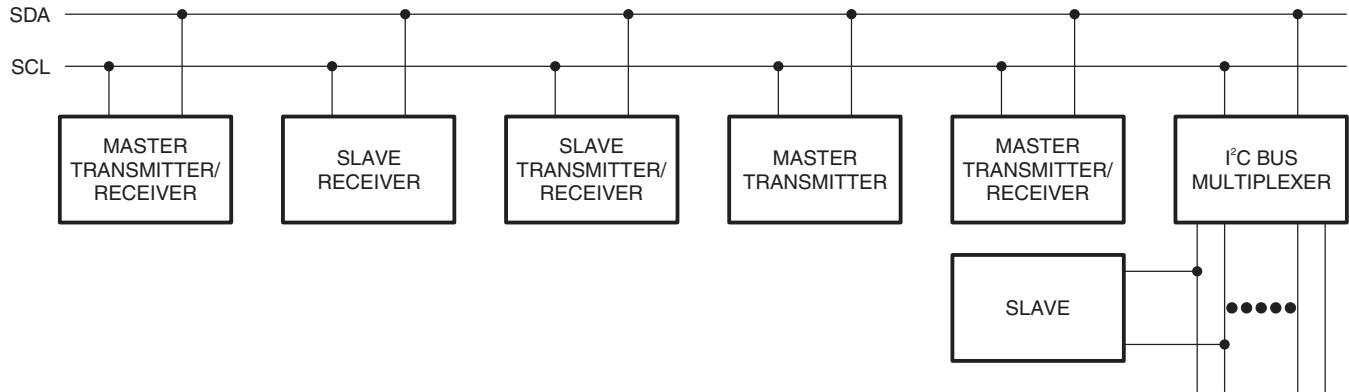 SDA
SCL
MASTER
TRANSMITTER/
RECEIVER
SLAVE
RECEIVER
SLAVE
TRANSMITTER/
RECEIVER
MASTER
TRANSMITTER
MASTER
TRANSMITTER/
RECEIVER
I²C BUS
MULTIPLEXER
SLAVE